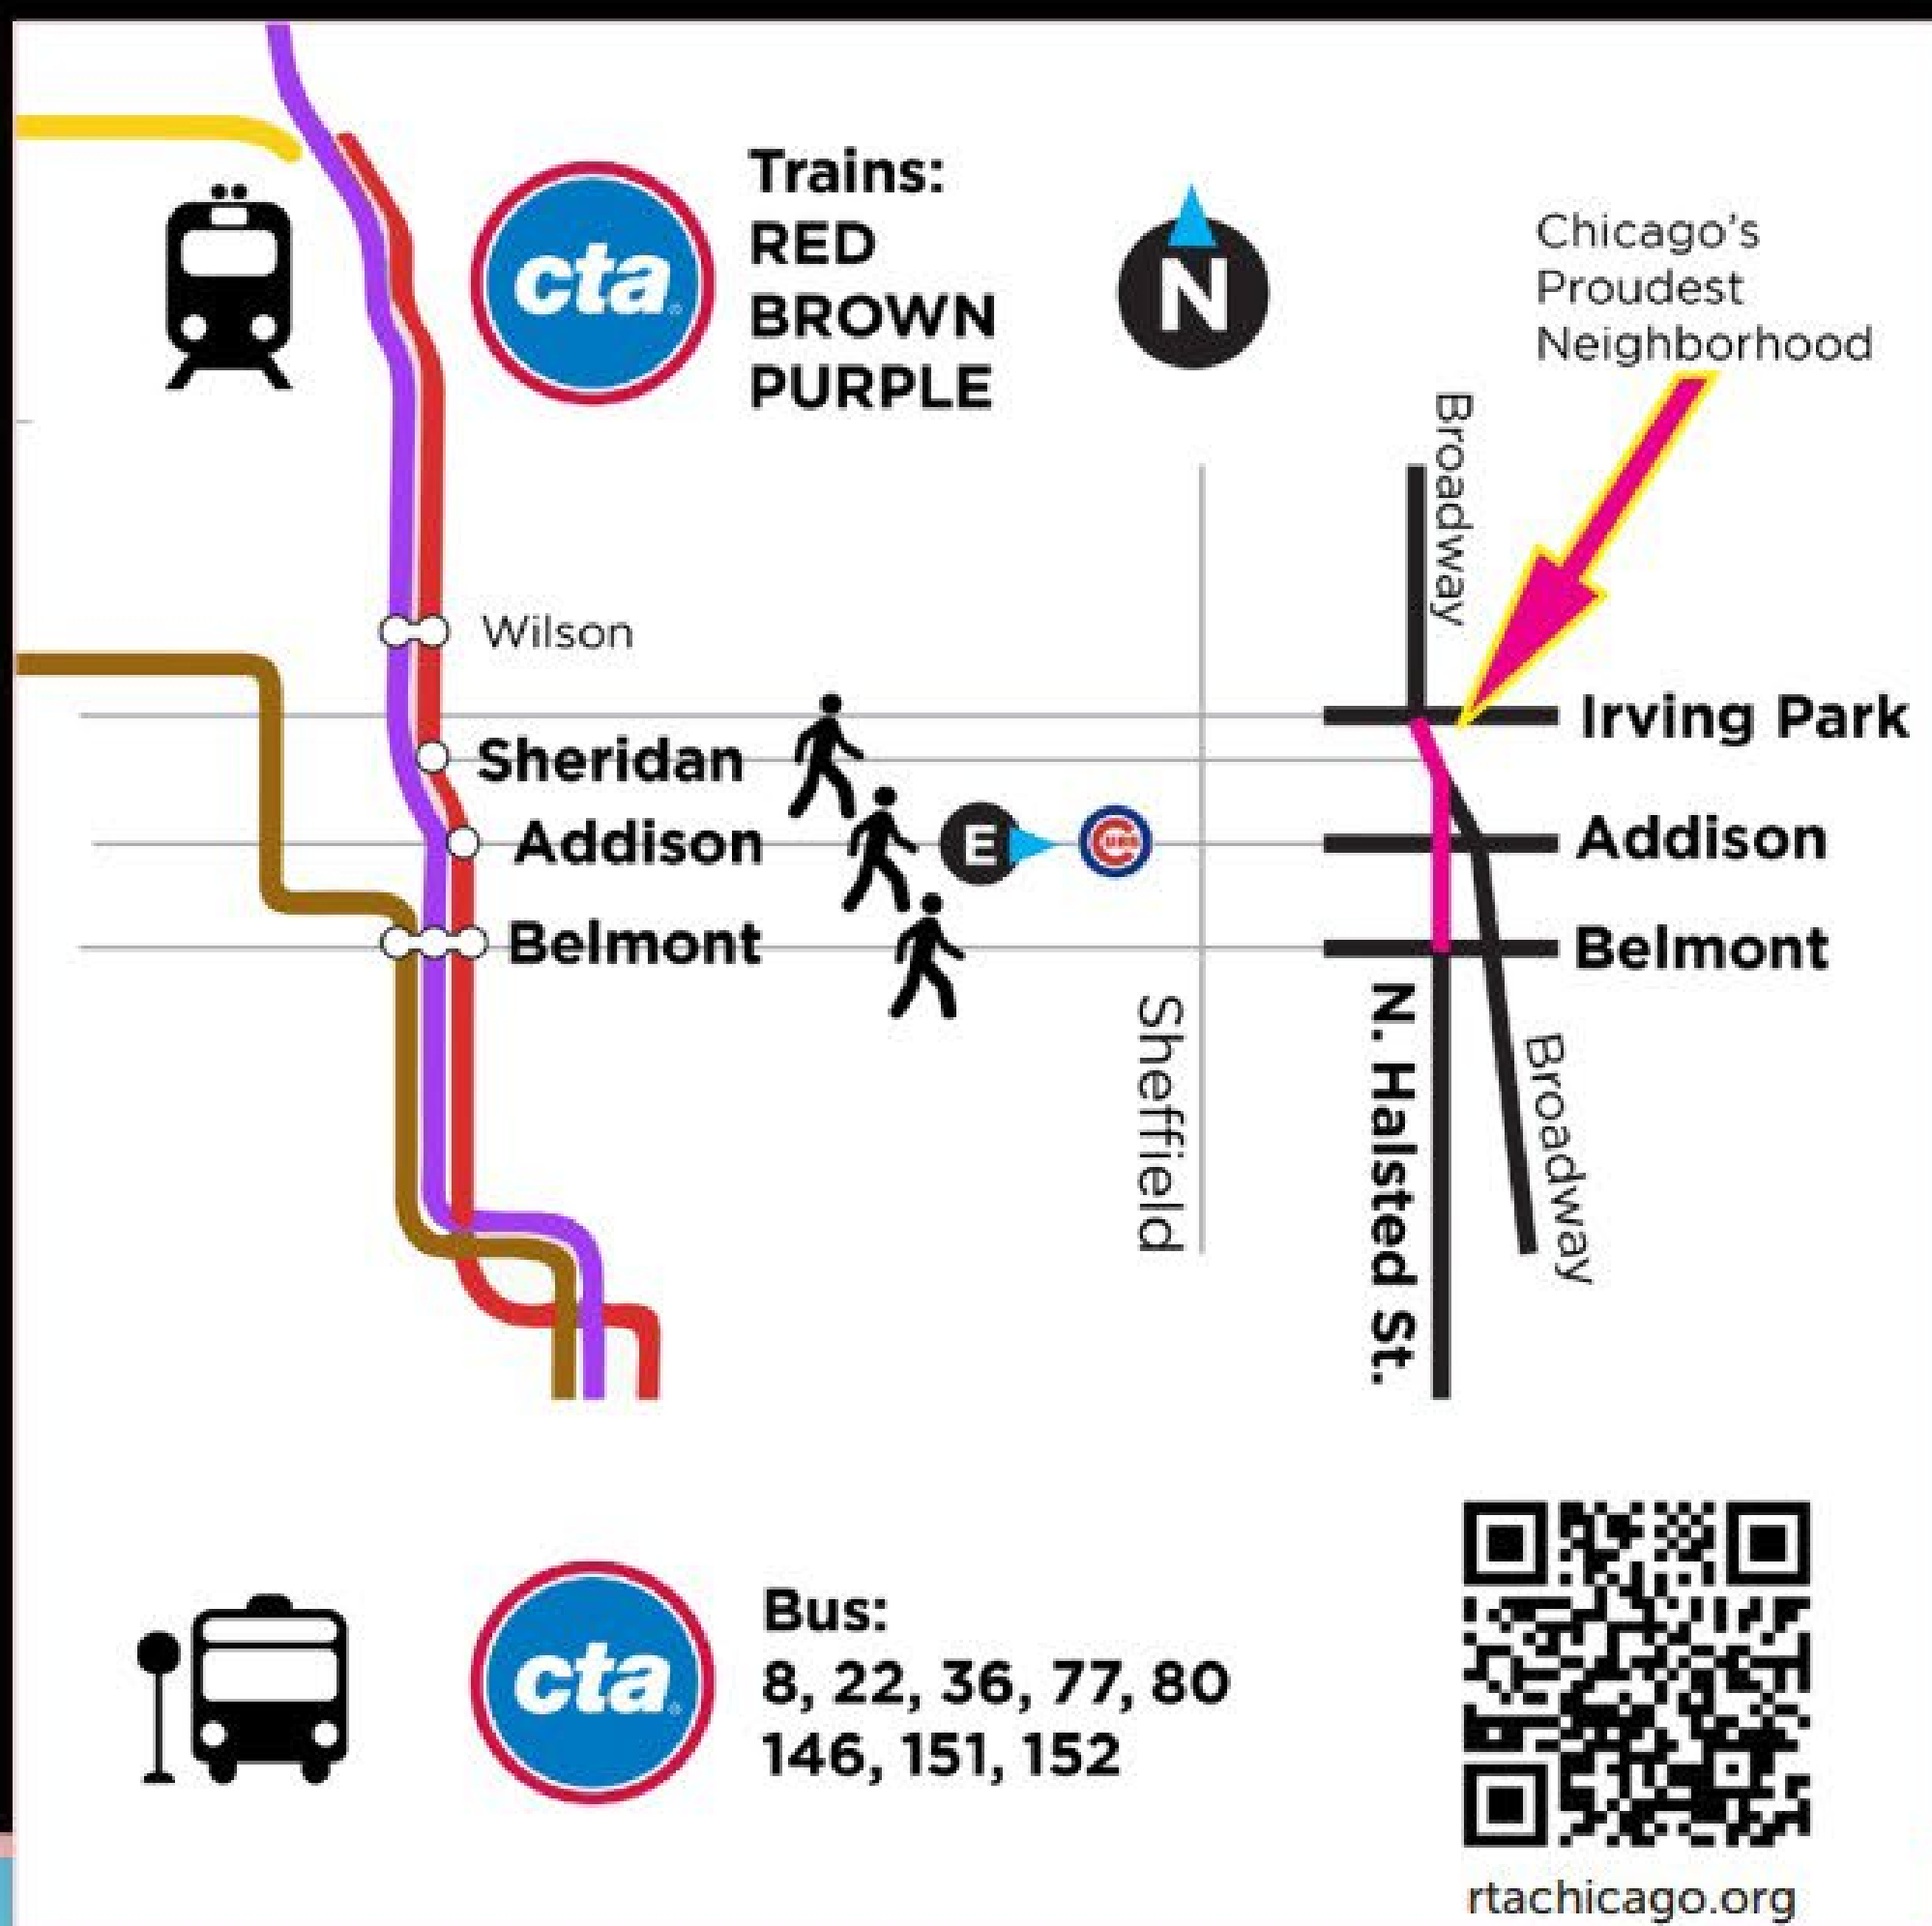 cta
Trains:
RED
BROWN
PURPLE
N
Chicago's
Proudest
Neighborhood
Broadway
Wilson
Irving Park
Sheridan
Addison
E
CUBS
Addison
Belmont
Belmont
Sheffield
N. Halsted St.
Broadway
cta
Bus:
8, 22, 36, 77, 80
146, 151, 152
rtachicago.org